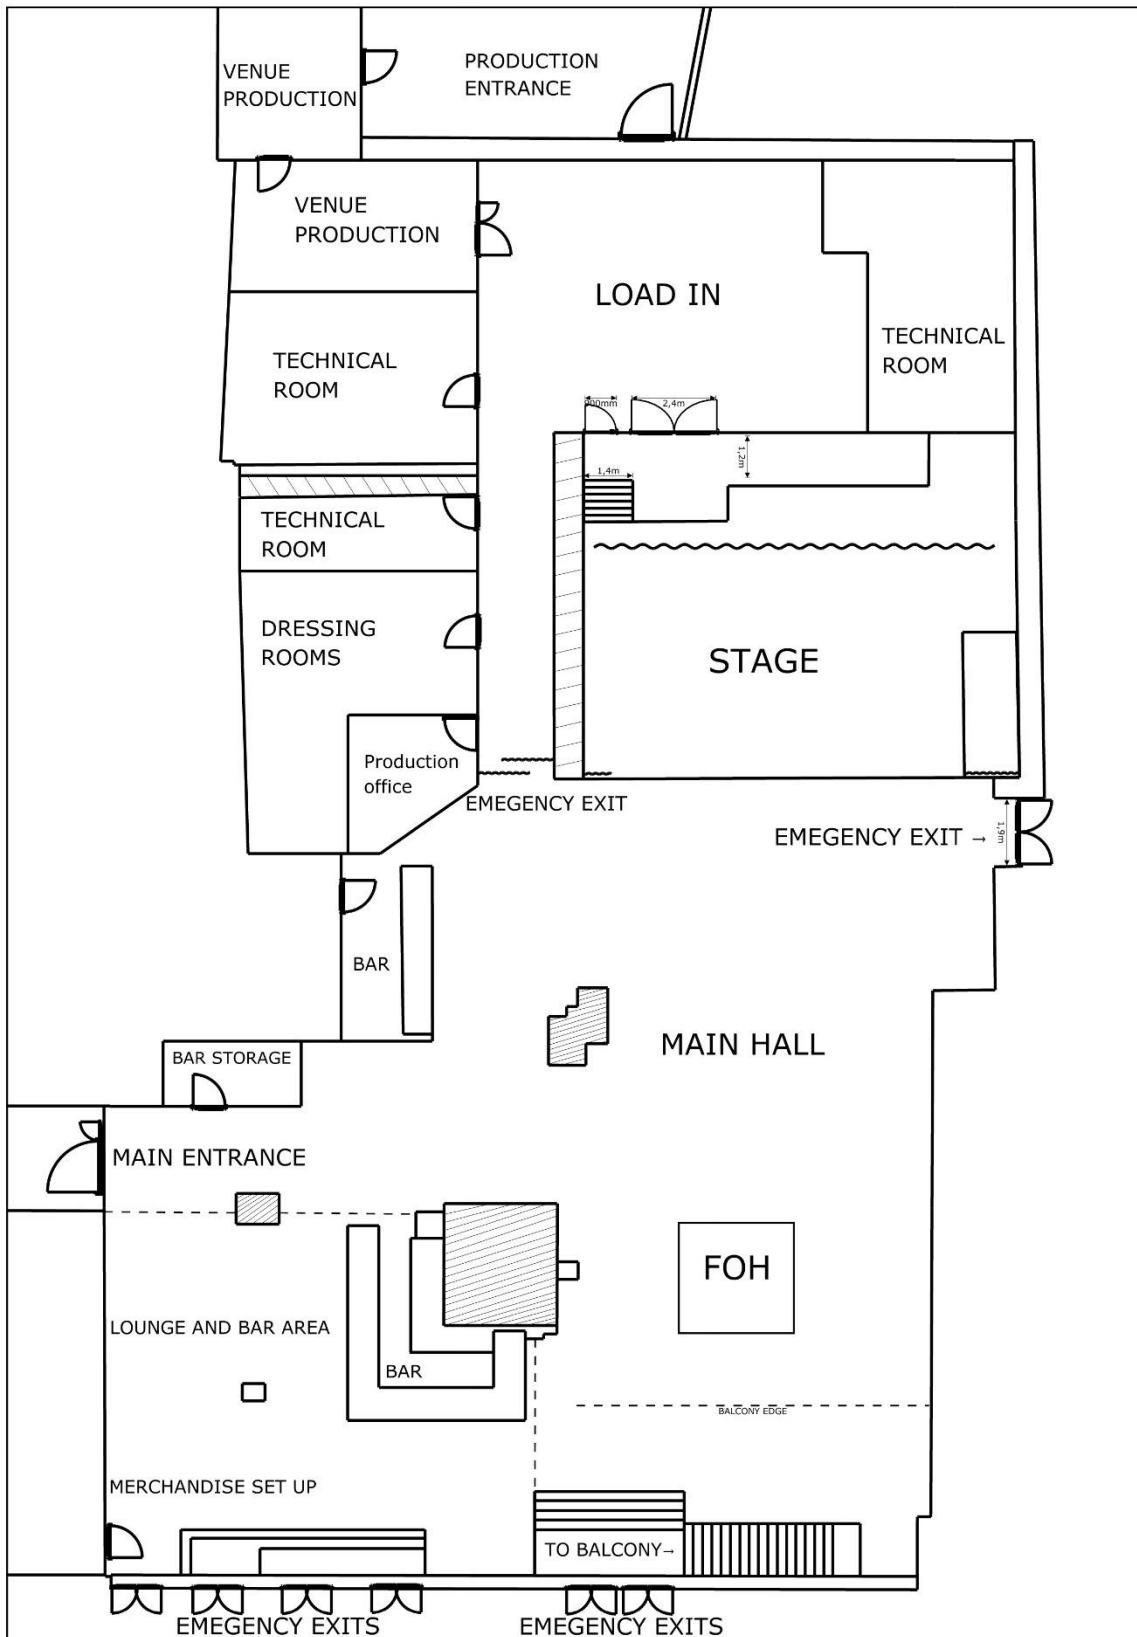 VENUE
PRODUCTION
PRODUCTION
ENTRANCE
VENUE
PRODUCTION
LOAD IN
TECHNICAL
ROOM
TECHNICAL
ROOM
900mm
2,4m
1,2m
1,4m
TECHNICAL
ROOM
DRESSING
ROOMS
STAGE
Production
office
EMEGENCY EXIT
EMEGENCY EXIT →
1,9m
BAR
MAIN HALL
BAR STORAGE
MAIN ENTRANCE
FOH
LOUNGE AND BAR AREA
BAR
BALCONY EDGE
MERCHANDISE SET UP
TO BALCONY→
EMEGENCY EXITS
EMEGENCY EXITS